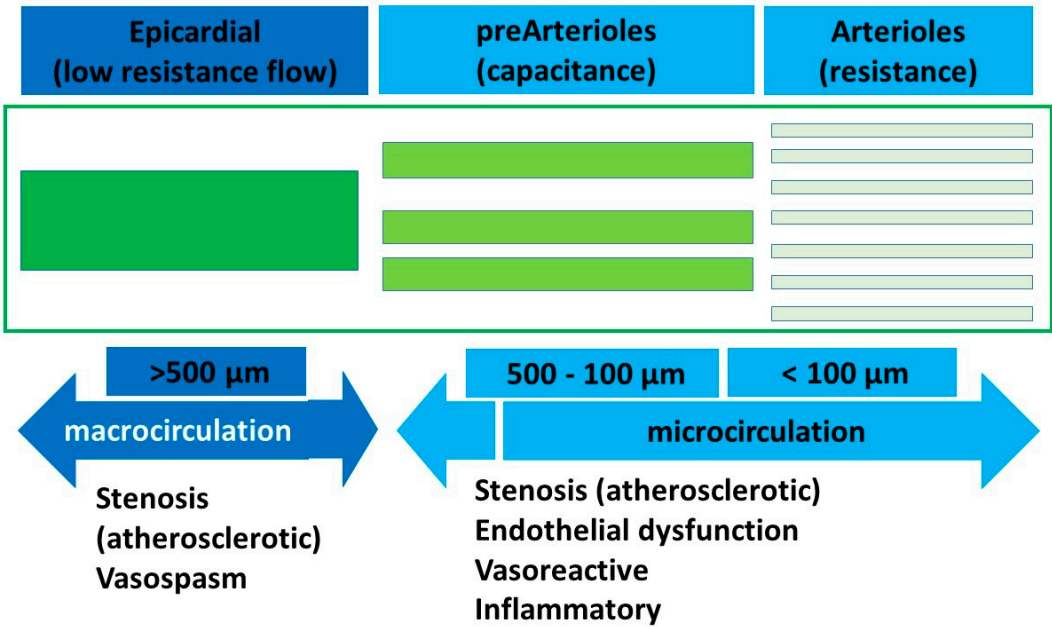 Epicardial
(low resistance flow)
preArterioles
(capacitance)
Arterioles
(resistance)
>500 µm
500 - 100 µm
< 100 µm
macrocirculation
microcirculation
Stenosis
(atherosclerotic)
Vasospasm
Stenosis (atherosclerotic)
Endothelial dysfunction
Vasoreactive
Inflammatory